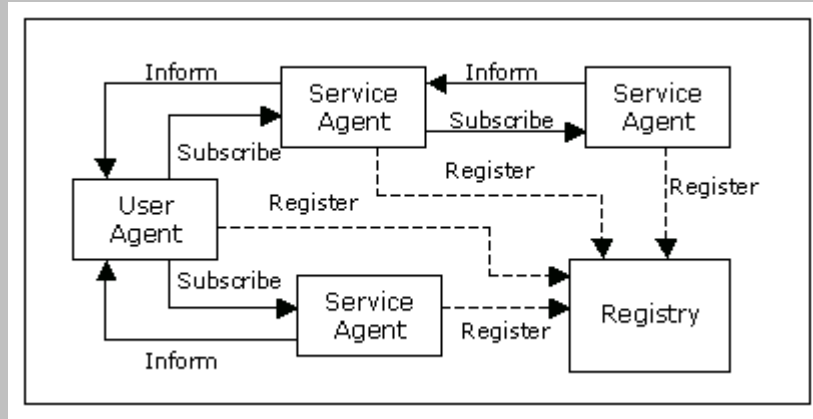 Inform
Inform
Service
Agent
Service
Agent
Subscribe
Subscribe
Register
Register
User
Agent
Register
Subscribe
Service
Agent
Registry
Register
Inform